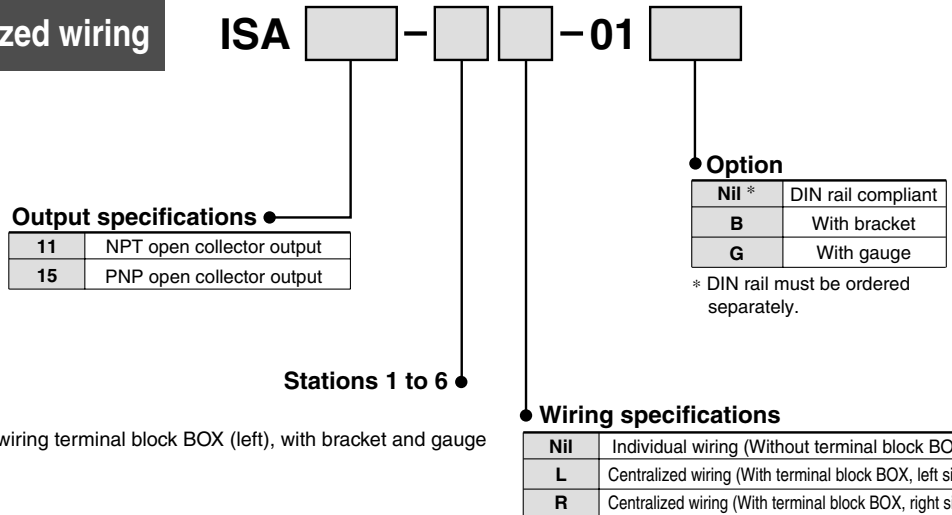 zed wiring
ISA - - 01
Option
Nil * DIN rail compliant
B With bracket
G With gauge
* DIN rail must be ordered
separately.
Output specifications
11 NPT open collector output
15 PNP open collector output
Stations 1 to 6
wiring terminal block BOX (left), with bracket and gauge
Wiring specifications
Nil Individual wiring (Without terminal block BO
L Centralized wiring (With terminal block BOX, left si
R Centralized wiring (With terminal block BOX, right s